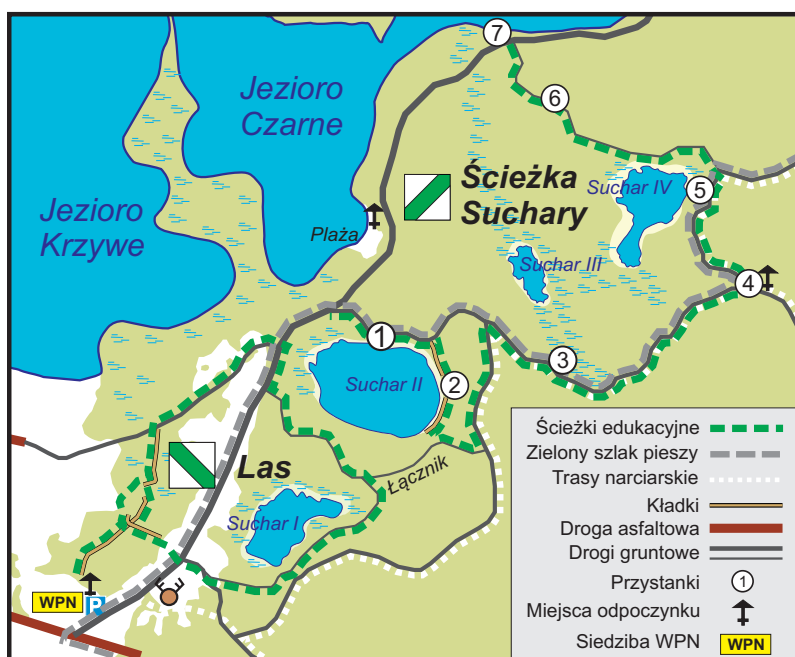 7
Jezioro
Czarne
6
Ścieżka
Suchary
Suchar IV
5
Jezioro
Krzywe
Plaża
Suchar III
4
1
3
Suchar II
2
Las
Łącznik
Suchar I
WPN
P
Ścieżki edukacyjne
Zielony szlak pieszy
Trasy narciarskie
Kładki
Droga asfaltowa
Drogi gruntowe
Przystanki 1
Miejsca odpoczynku
Siedziba WPN WPN